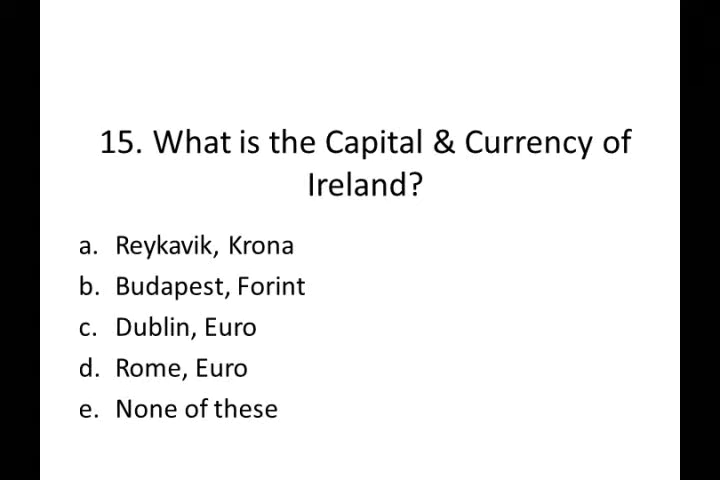 15. What is the Capital & Currency of
Ireland?
a. Reykavik, Krona
b. Budapest, Forint
c. Dublin, Euro
d. Rome, Euro
e. None of these